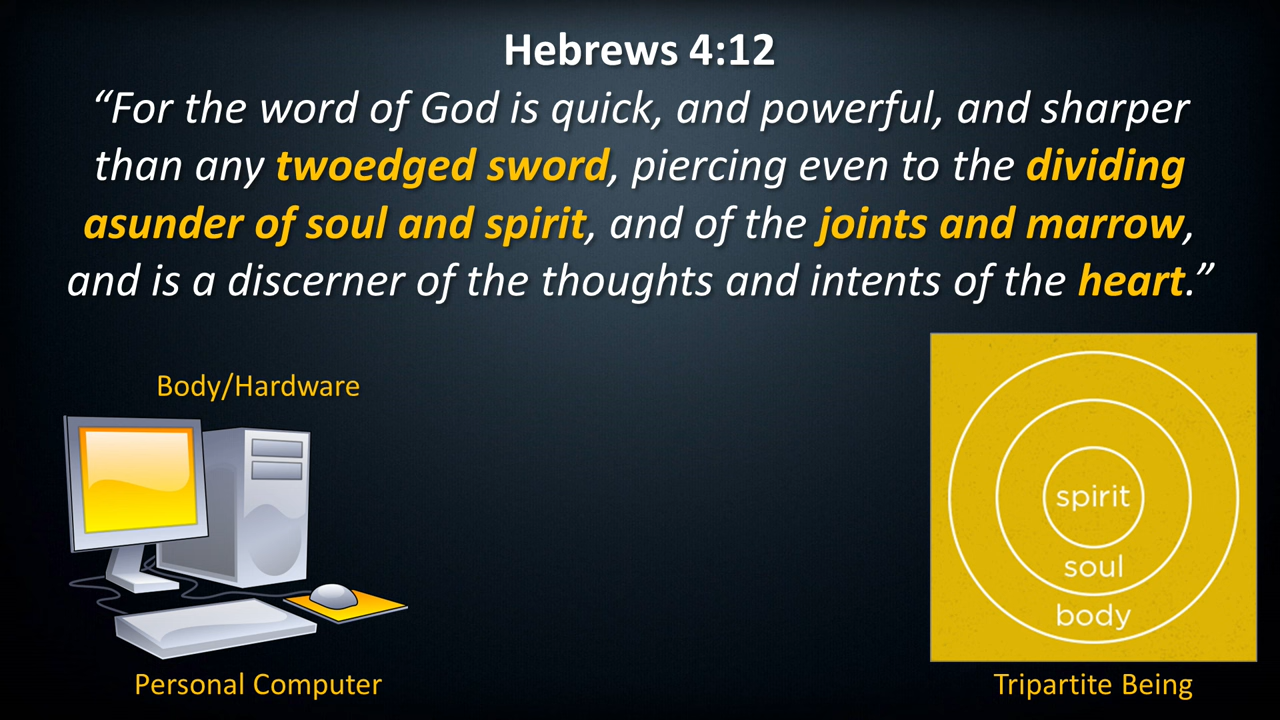 Hebrews 4:12
“For the word of God is quick, and powerful, and sharper
than any twoedged sword, piercing even to the dividing
asunder of soul and spirit, and of the joints and marrow,
and is a discerner of the thoughts and intents of the heart.”
Body/Hardware
Personal Computer
spirit
soul
body
Tripartite Being